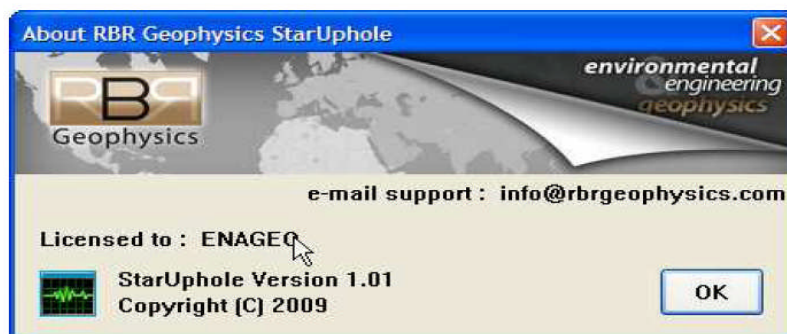 About RBR Geophysics StarUphole
RBR
Geophysics
environmental
& engineering
geophysics
e-mail support : info@rbrgeophysics.com
Licensed to : ENAGEO
StarUphole Version 1.01
Copyright (C) 2009
OK